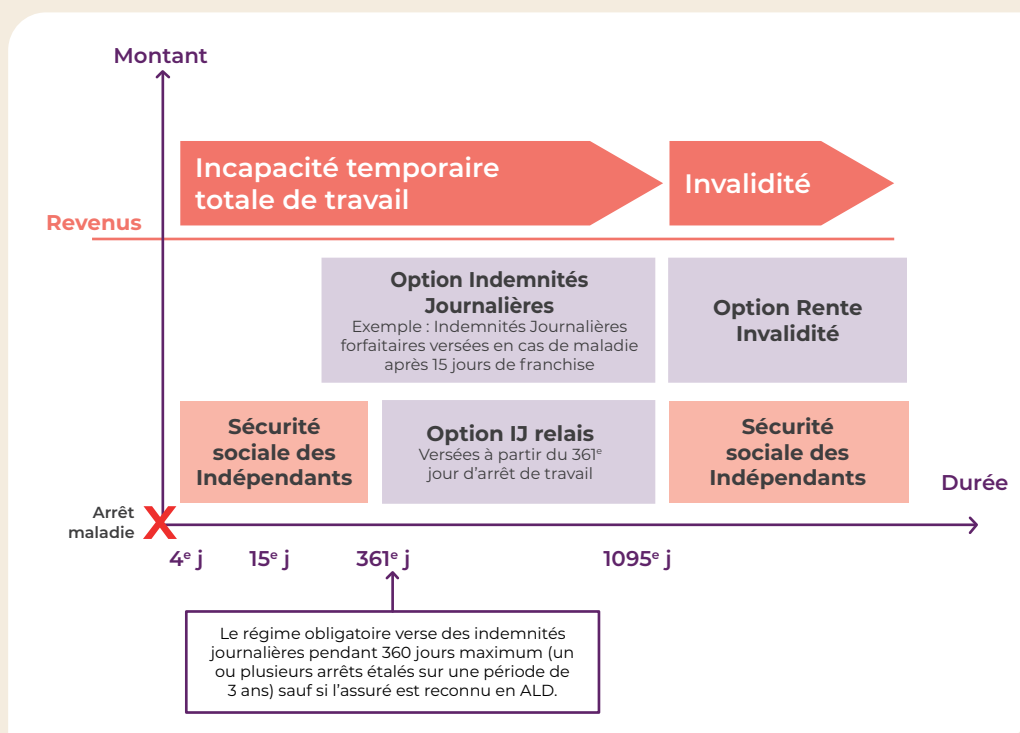 Montant
Incapacité temporaire
totale de travail
Invalidité
Revenus
Option Indemnités
Journalières
Exemple : Indemnités Journalières
forfaitaires versées en cas de maladie
après 15 jours de franchise
Option Rente
Invalidité
Sécurité
sociale des
Indépendants
Option IJ relais
Versées à partir du 361e
jour d’arrêt de travail
Sécurité
sociale des
Indépendants
Durée
Arrêt
maladie
X
4e j
15e j
361e j
1095e j
Le régime obligatoire verse des indemnités
journalières pendant 360 jours maximum (un
ou plusieurs arrêts étalés sur une période de
3 ans) sauf si l’assuré est reconnu en ALD.